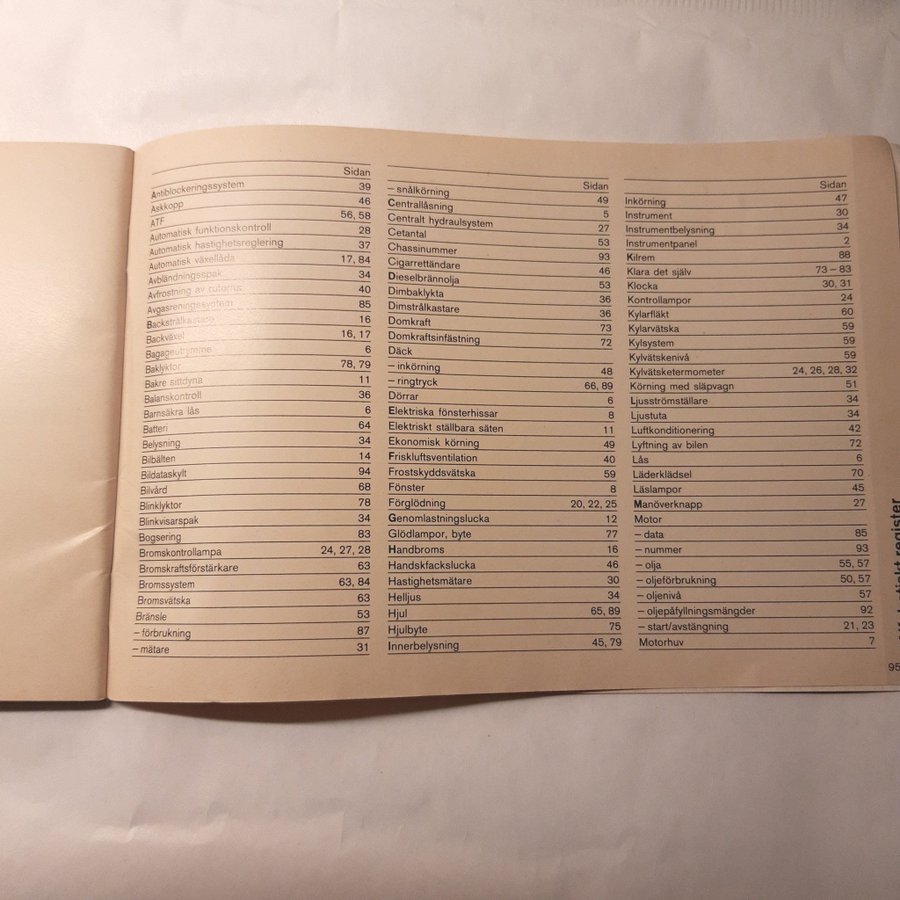 Sidan
Antiblockeringssystem 39
Askkopp 46
ATF 56, 58
Automatisk funktionskontroll 28
Automatisk hastighetsreglering 37
Automatisk växellåda 17, 84
Avbländningsspak 34
Avfrostning av rutorna 40
Avgasreningssystem 85
Backstrålkastare 16
Backväxel 16, 17
Bagageutrymme 6
Baklyktor 78, 79
Bakre sittdyna 11
Balanskontroll 36
Barnsäkra lås 6
Batteri 64
Belysning 34
Bilbälten 14
Bildataskylt 94
Bilvård 68
Blinklyktor 78
Blinkvisarspak 34
Bogsering 83
Bromskontrollampa 24, 27, 28
Bromskraftsförstärkare 63
Bromssystem 63, 84
Bromsvätska 63
Bränsle 53
– förbrukning 87
– mätare 31
Sidan
– snålkörning 49
Centrallåsning 5
Centralt hydraulsystem 27
Cetantal 53
Chassinummer 93
Cigarrettändare 46
Dieselbrännolja 53
Dimbaklykta 36
Dimstrålkastare 36
Domkraft 73
Domkraftsinfästning 72
Däck
– inkörning 48
– ringtryck 66, 89
Dörrar 6
Elektriska fönsterhissar 8
Elektriskt ställbara säten 11
Ekonomisk körning 49
Friskluftsventilation 40
Frostskyddsvätska 59
Fönster 8
Förglödning 20, 22, 25
Genomlastningslucka 12
Glödlampor, byte 77
Handbroms 16
Handskfackslucka 46
Hastighetsmätare 30
Helljus 34
Hjul 65, 89
Hjulbyte 75
Innerbelysning 45, 79
Sidan
Inkörning 47
Instrument 30
Instrumentbelysning 34
Instrumentpanel 2
Kilrem 88
Klara det själv 73 – 83
Klocka 30, 31
Kontrollampor 24
Kylarfläkt 60
Kylarvätska 59
Kylsystem 59
Kylvätskenivå 59
Kylvätsketermometer 24, 26, 28, 32
Körning med släpvagn 51
Ljusströmställare 34
Ljustuta 34
Luftkonditionering 42
Lyftning av bilen 72
Lås 6
Läderklädsel 70
Läslampor 45
Manöverknapp 27
Motor
– data 85
– nummer 93
– olja 55, 57
– oljeförbrukning 50, 57
– oljenivå 57
– oljepåfyllningsmängder 92
– start/avstängning 21, 23
Motorhuv 7
register
95